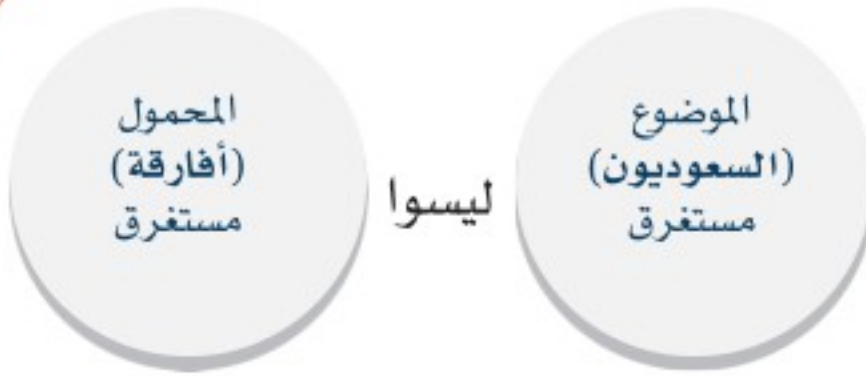 الموضوع
(السعوديون)
مستغرق
ليسوا
المحمول
(أفارقة)
مستغرق